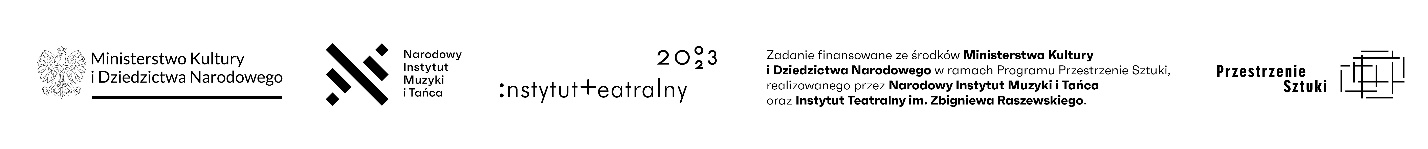 Ministerstwo Kultury
i Dziedzictwa Narodowego
Narodowy
Instytut
Muzyki
i Tańca
2023
:nstytut+eatralny
Zadanie finansowane ze środków Ministerstwa Kultury
i Dziedzictwa Narodowego w ramach Programu Przestrzenie Sztuki,
realizowanego przez Narodowy Instytut Muzyki i Tańca
oraz Instytut Teatralny im. Zbigniewa Raszewskiego.
Przestrzenie
Sztuki